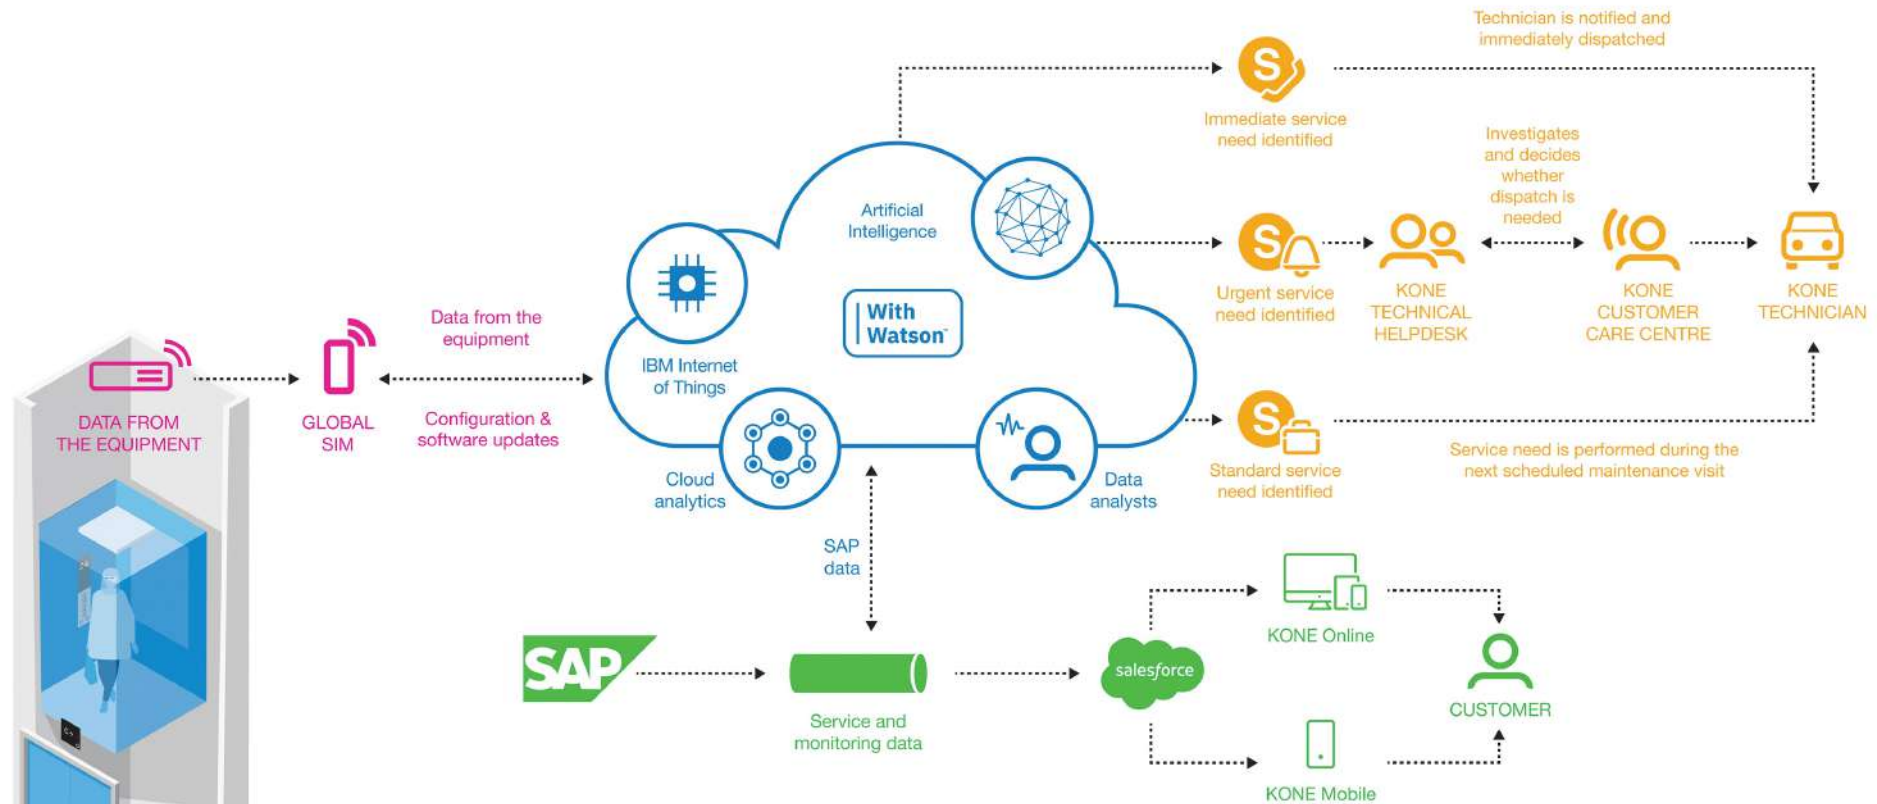 Technician is notified and
immediately dispatched
S
Immediate service
need identified
Investigates
and decides
whether
dispatch is
needed
Artificial
Intelligence
S
Urgent service
need identified
KONE
TECHNICAL
HELPDESK
KONE
CUSTOMER
CARE CENTRE
KONE
TECHNICIAN
With
Watson™
Data from the
equipment
IBM Internet
of Things
DATA FROM
THE EQUIPMENT
GLOBAL
SIM
Configuration &
software updates
S
Standard service
need identified
Service need is performed during the
next scheduled maintenance visit
Cloud
analytics
Data
analysts
SAP
data
SAP
Service and
monitoring data
salesforce
KONE Online
CUSTOMER
KONE Mobile